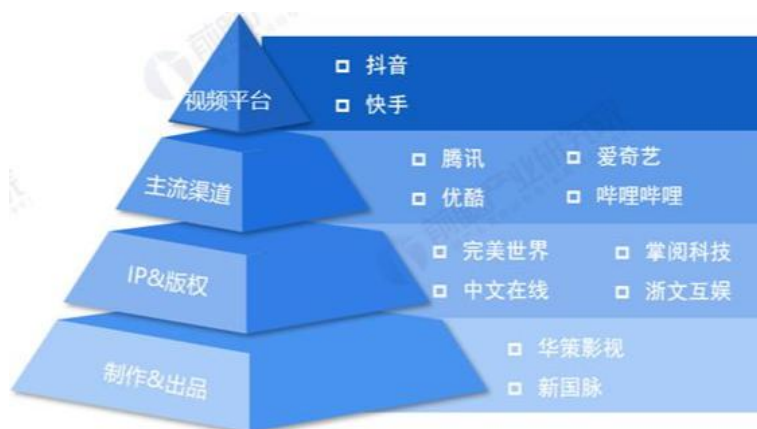 视频平台
抖音
快手
主流渠道
腾讯 爱奇艺
优酷 哔哩哔哩
IP&版权
完美世界 掌阅科技
中文在线 浙文互娱
制作&出品
华策影视
新国脉